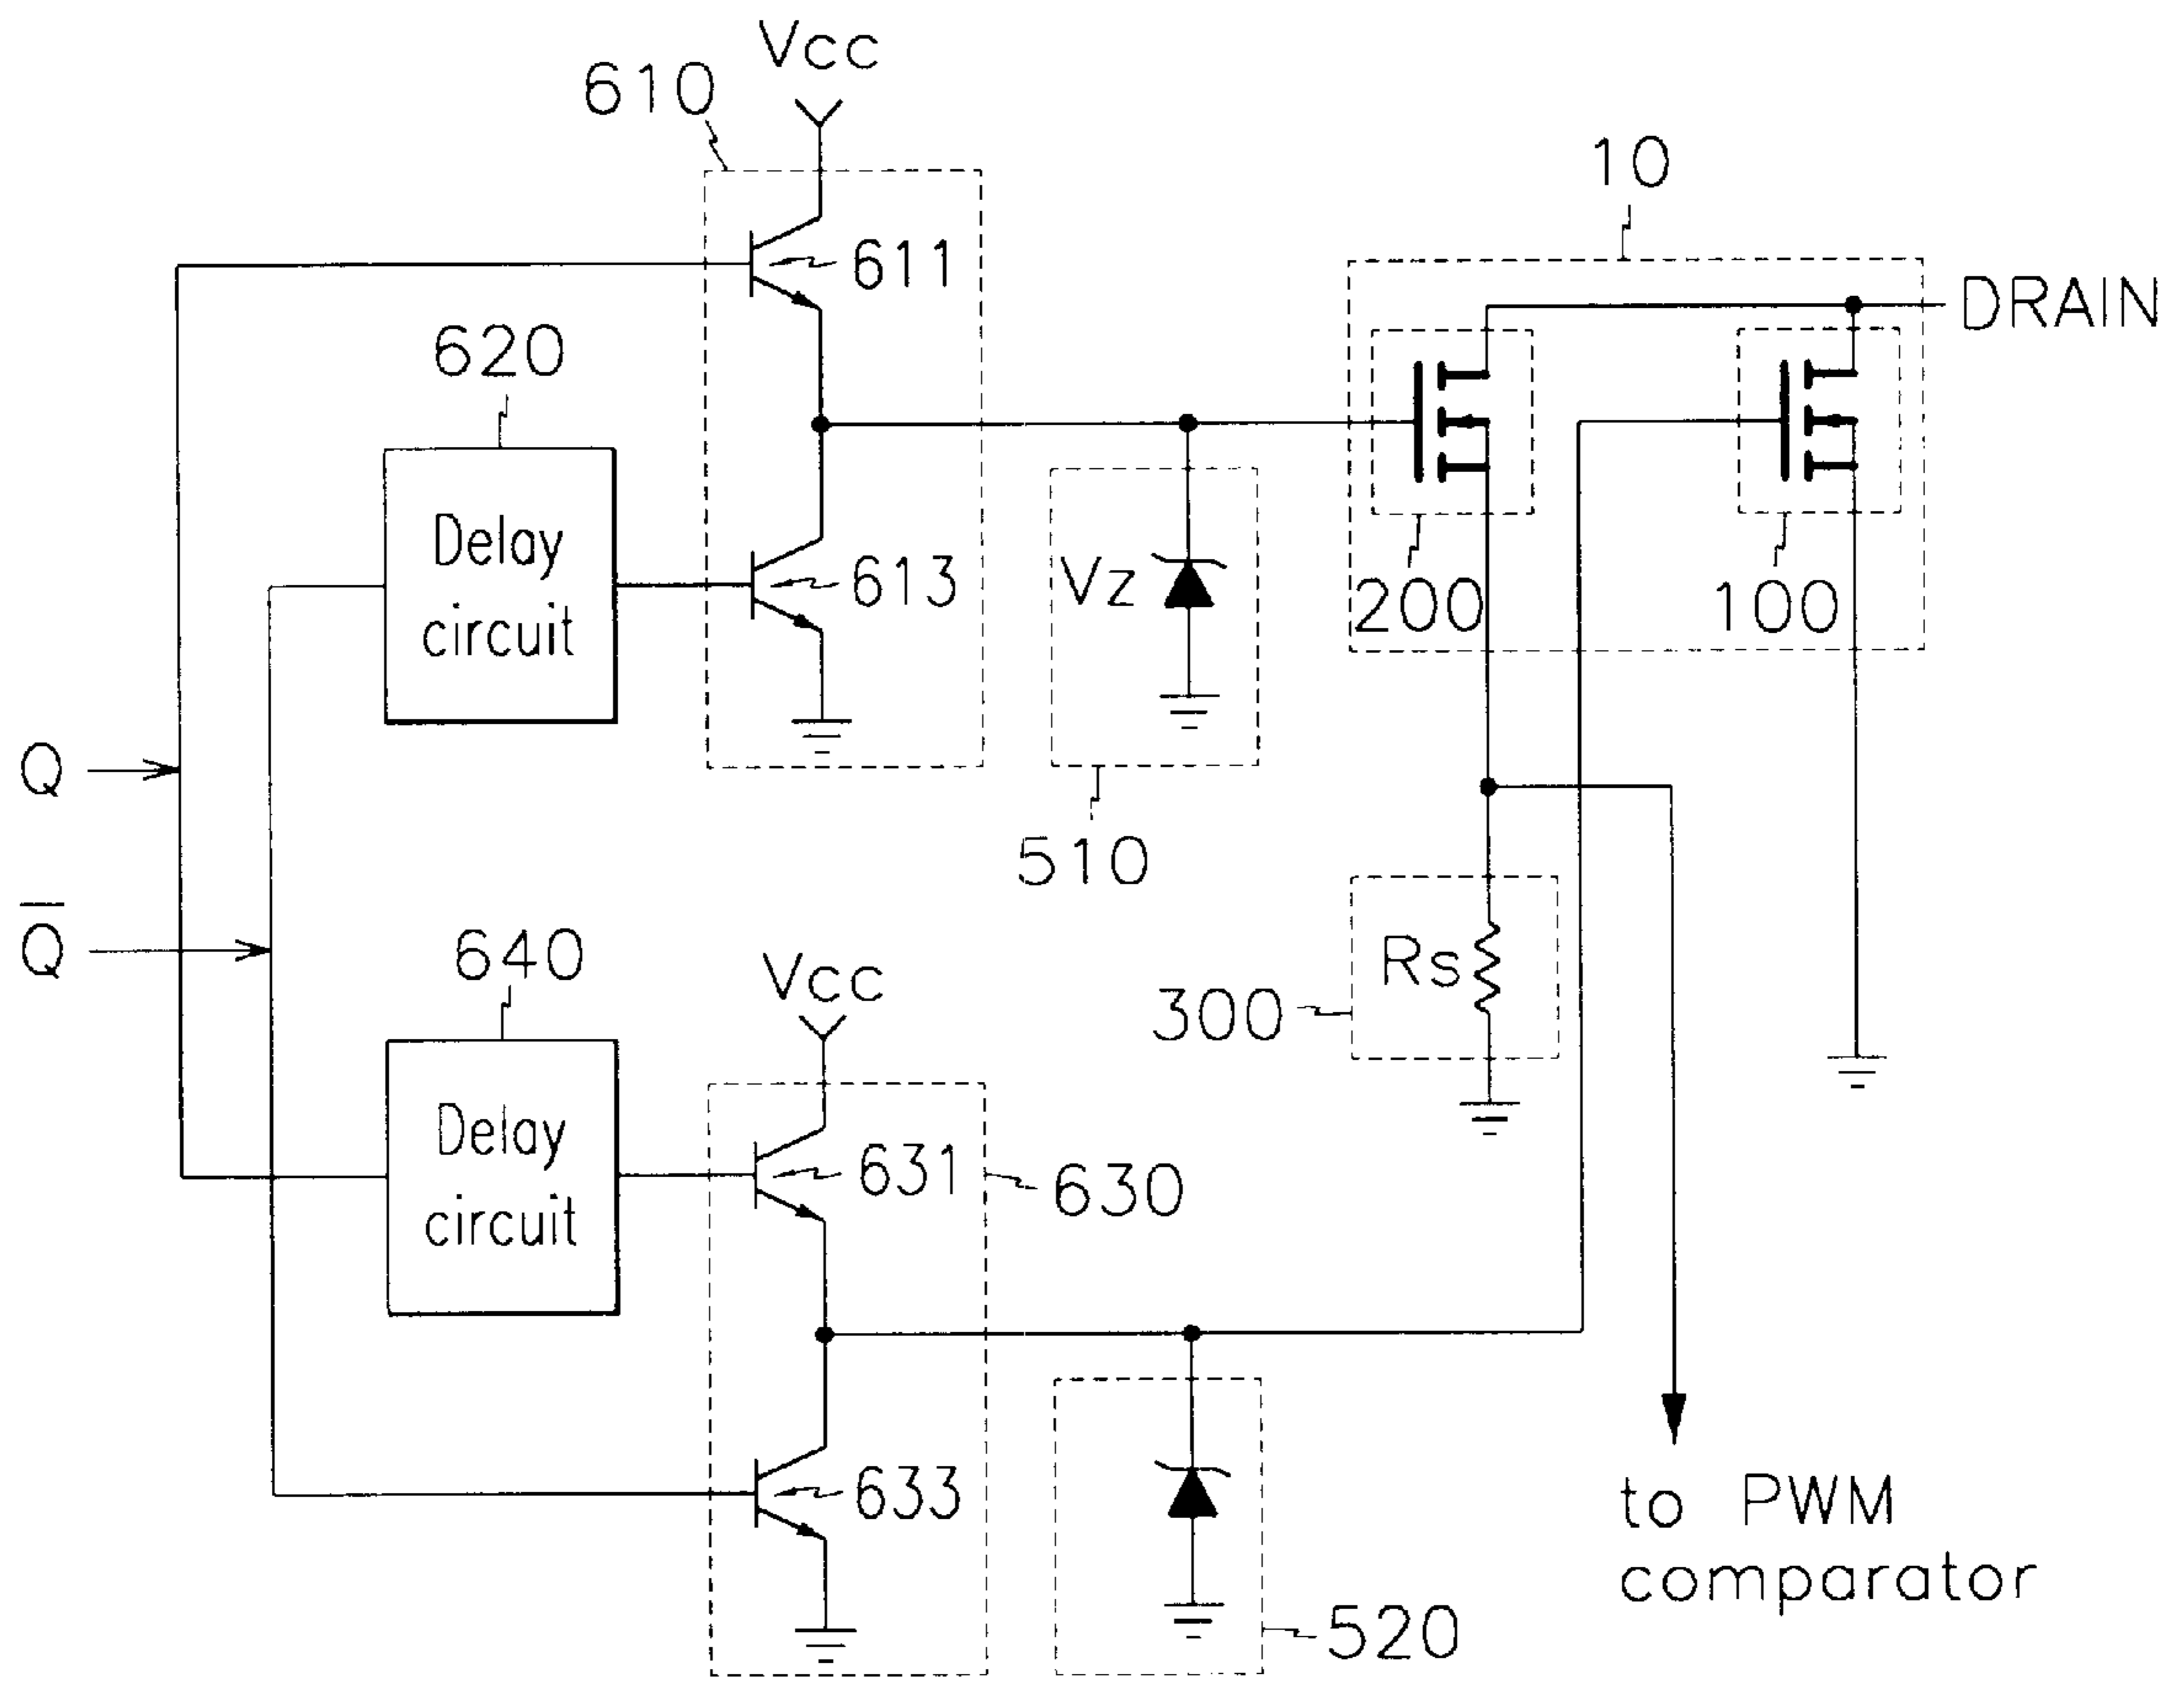 Vcc
610
10
611
DRAIN
620
Delay
circuit
613
Vz
200
100
Q
510
Q̅
640
Vcc
Rs
300
Delay
circuit
631
630
633
to PWM
comparator
520